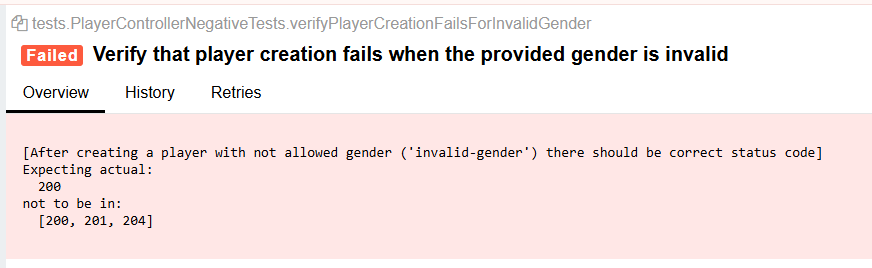 tests.PlayerControllerNegativeTests.verifyPlayerCreationFailsForInvalidGender
Failed Verify that player creation fails when the provided gender is invalid
Overview History Retries
[After creating a player with not allowed gender ('invalid-gender') there should be correct status code]
Expecting actual:
  200
not to be in:
  [200, 201, 204]